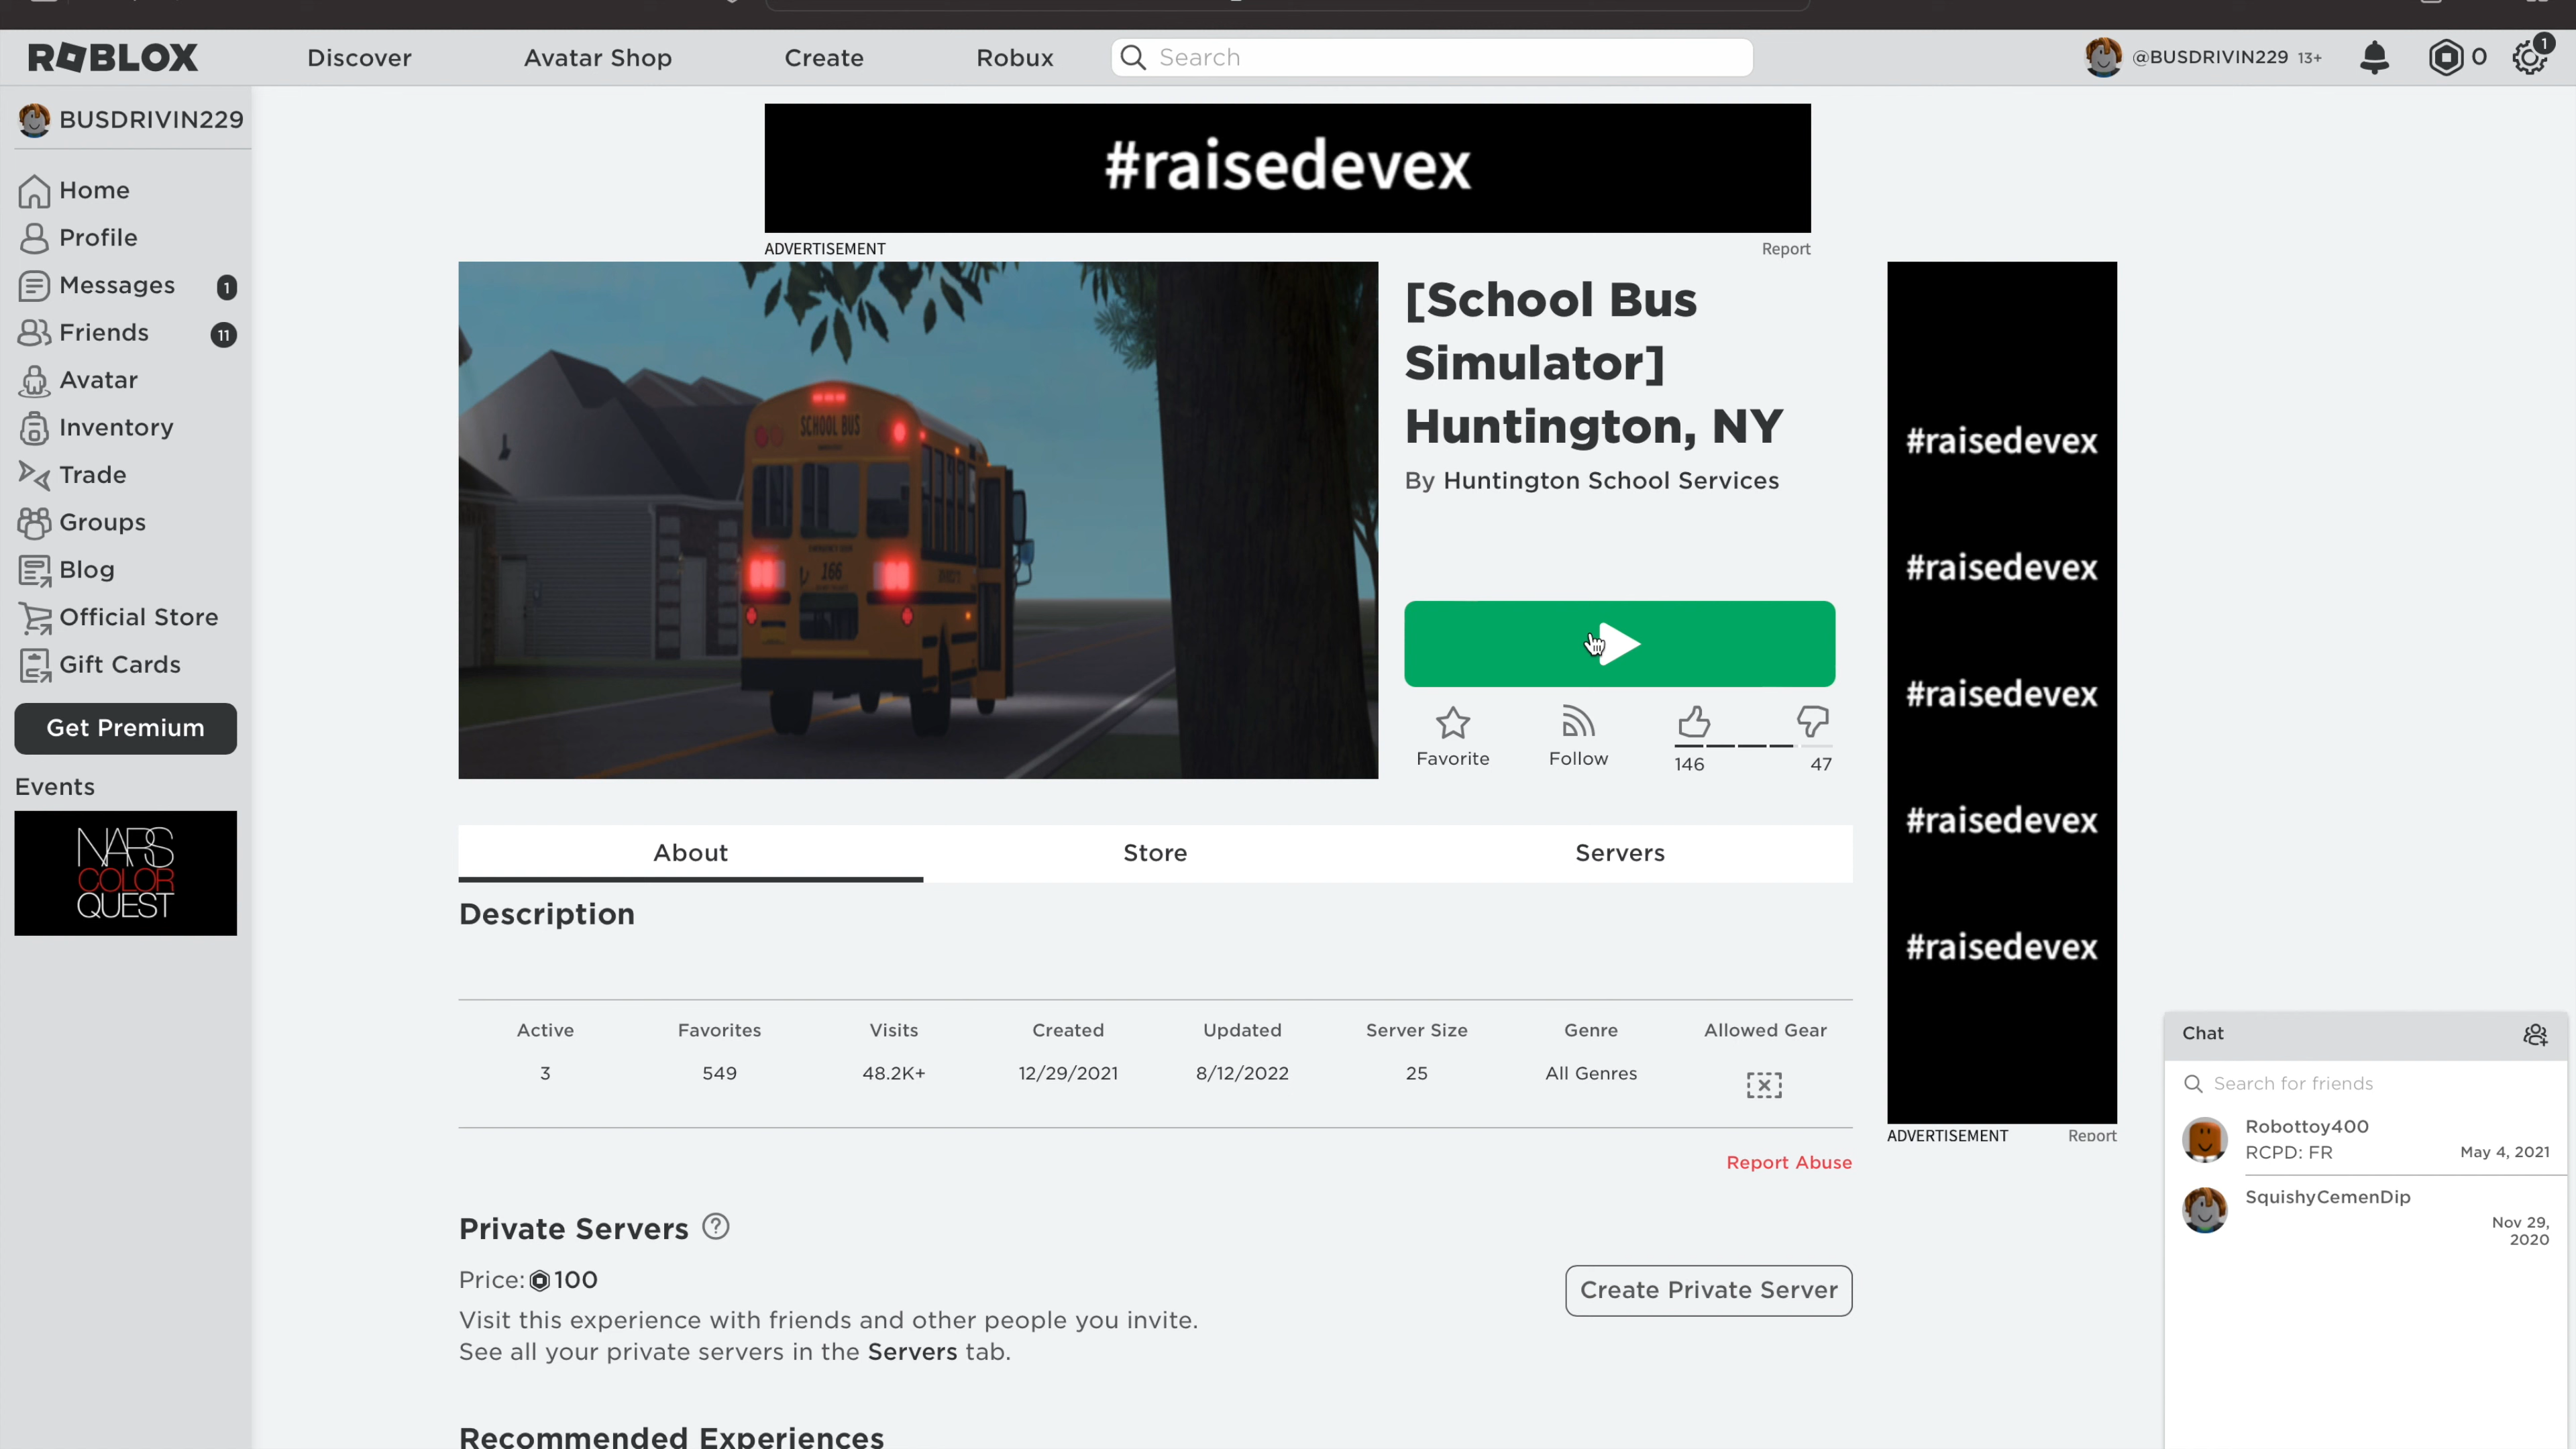 ROBLOX
Discover
Avatar Shop
Create
Robux
Search
@BUSDRIVIN229 13+
0
1
BUSDRIVIN229
Home
Profile
Messages 1
Friends 11
Avatar
Inventory
Trade
Groups
Blog
Official Store
Gift Cards
Get Premium
Events
NARS
COLOR
QUEST
#raisedevex
ADVERTISEMENT
Report
SCHOOL BUS
166
[School Bus
Simulator]
Huntington, NY
By Huntington School Services
Favorite
Follow
146
47
#raisedevex
#raisedevex
#raisedevex
#raisedevex
#raisedevex
ADVERTISEMENT
Report
About
Store
Servers
Description
Active Favorites Visits Created Updated Server Size Genre Allowed Gear
3 549 48.2K+ 12/29/2021 8/12/2022 25 All Genres
Report Abuse
Private Servers ?
Price: 100
Create Private Server
Visit this experience with friends and other people you invite.
See all your private servers in the Servers tab.
Recommended Experiences
Chat
Search for friends
Robottoy400
RCPD: FR May 4, 2021
SquishyCemenDip
Nov 29,
2020